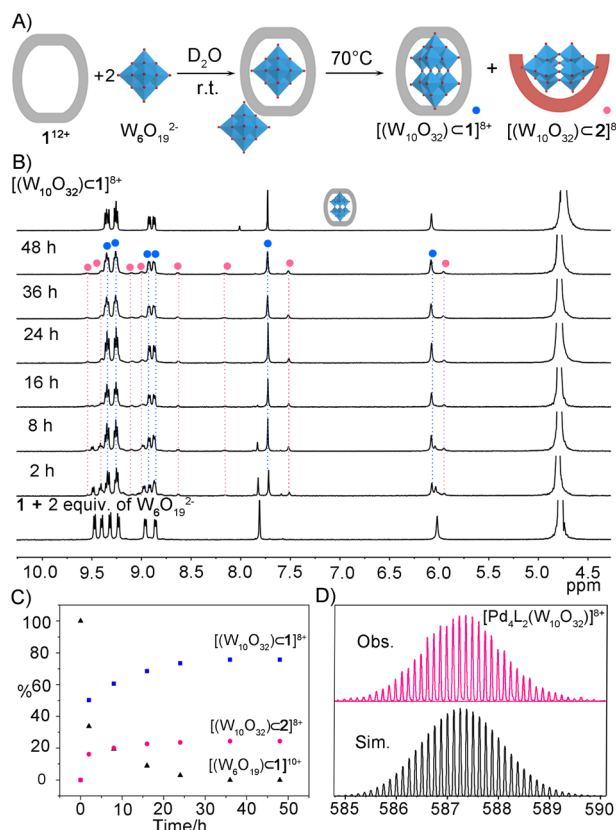 A)
+2
D₂O
r.t.
70°C
+
1¹²⁺
W₆O₁₉²⁻
[(W₁₀O₃₂)⊂1]⁸⁺
[(W₁₀O₃₂)⊂2]⁸
B)
[(W₁₀O₃₂)⊂1]⁸⁺
48 h
36 h
24 h
16 h
8 h
2 h
1 + 2 equiv. of W₆O₁₉²⁻
10.0 9.5 9.0 8.5 8.0 7.5 7.0 6.5 6.0 5.5 5.0 4.5
ppm
C)
100
80
%
60
40
20
0
[(W₁₀O₃₂)⊂1]⁸⁺
[(W₁₀O₃₂)⊂2]⁸⁺
[(W₆O₁₉)⊂1]¹⁰⁺
0 10 20 30 40 50
Time/h
D)
[Pd₄L₂(W₁₀O₃₂)]⁸⁺
Obs.
Sim.
585 586 587 588 589 590